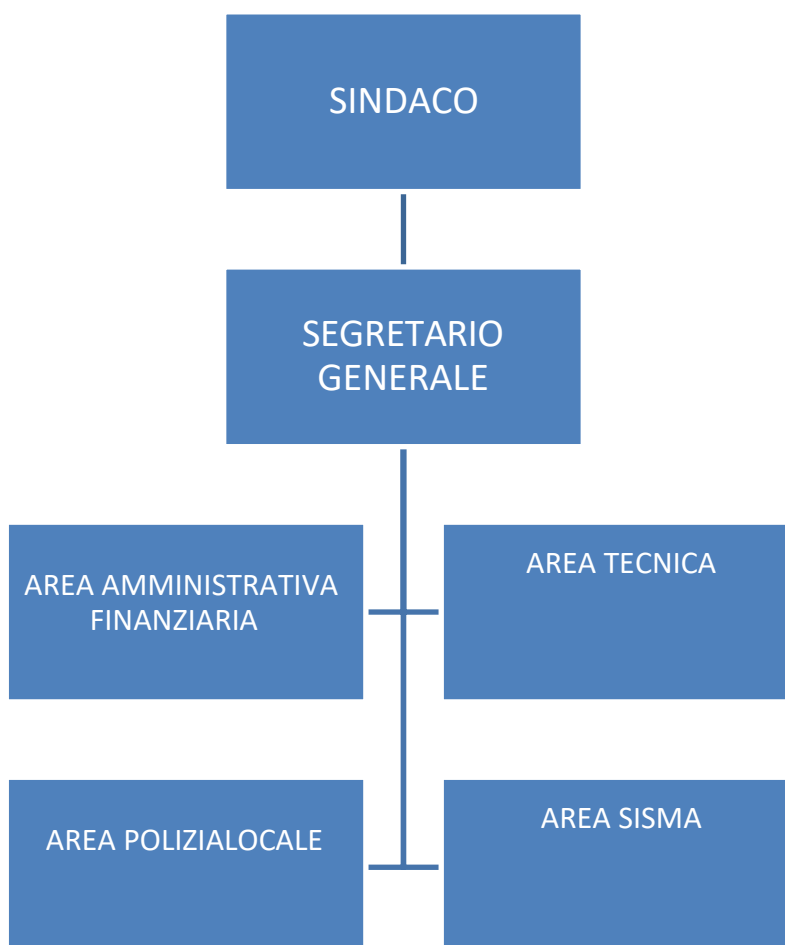 SINDACO
SEGRETARIO
GENERALE
AREA AMMINISTRATIVA
FINANZIARIA
AREA TECNICA
AREA POLIZIALOCALE
AREA SISMA